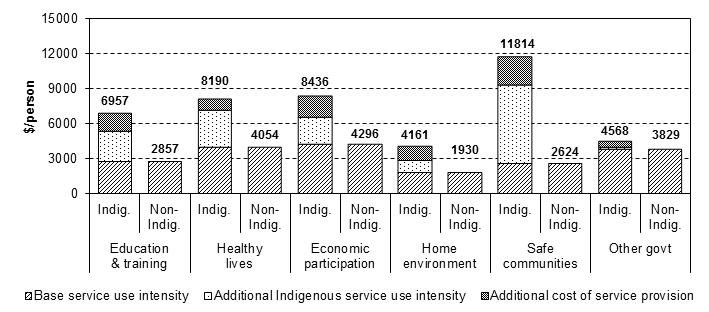 15000
12000
9000
6000
3000
0
$/person
6957
2857
8190
4054
8436
4296
4161
1930
11814
2624
4568
3829
Indig. Non-Indig. Indig. Non-Indig. Indig. Non-Indig. Indig. Non-Indig. Indig. Non-Indig. Indig. Non-Indig.
Education & training
Healthy lives
Economic participation
Home environment
Safe communities
Other govt
Base service use intensity Additional Indigenous service use intensity Additional cost of service provision